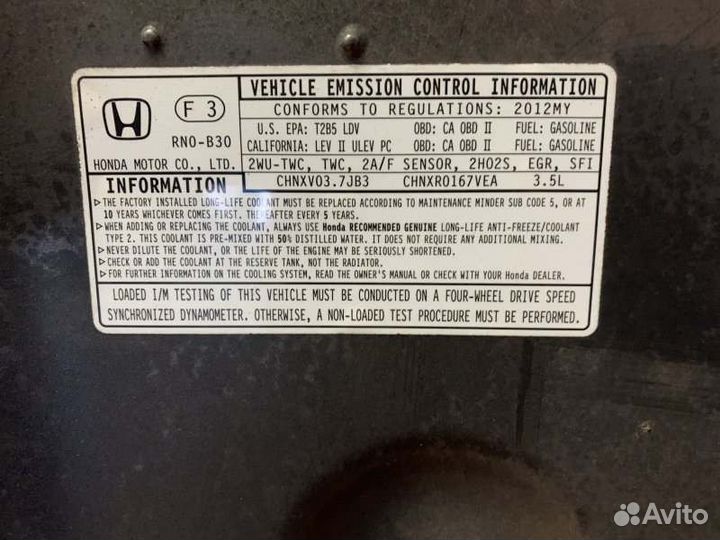 VEHICLE EMISSION CONTROL INFORMATION
F 3
CONFORMS TO REGULATIONS: 2012MY
RN0-B30
U.S. EPA: T2B5 LDV OBD: CA OBD II FUEL: GASOLINE
CALIFORNIA: LEV II ULEV PC OBD: CA OBD II FUEL: GASOLINE
HONDA MOTOR CO., LTD.
2WU-TWC, TWC, 2A/F SENSOR, 2HO2S, EGR, SFI
INFORMATION
CHNXV03.7JB3 CHNXR0167VEA 3.5L
▷THE FACTORY INSTALLED LONG-LIFE COOLANT MUST BE REPLACED ACCORDING TO MAINTENANCE MINDER SUB CODE 5, OR AT
10 YEARS WHICHEVER COMES FIRST. THEREAFTER EVERY 5 YEARS.
▷WHEN ADDING OR REPLACING THE COOLANT, ALWAYS USE Honda RECOMMENDED GENUINE LONG-LIFE ANTI-FREEZE/COOLANT
TYPE 2. THIS COOLANT IS PRE-MIXED WITH 50% DISTILLED WATER. IT DOES NOT REQUIRE ANY ADDITIONAL MIXING.
▷NEVER DILUTE THE COOLANT, OR THE LIFE OF THE ENGINE MAY BE SERIOUSLY SHORTENED.
▷CHECK OR ADD THE COOLANT AT THE RESERVE TANK, NOT THE RADIATOR.
▷FOR FURTHER INFORMATION ON THE COOLING SYSTEM, READ THE OWNER'S MANUAL OR CHECK WITH YOUR Honda DEALER.
LOADED I/M TESTING OF THIS VEHICLE MUST BE CONDUCTED ON A FOUR-WHEEL DRIVE SPEED
SYNCHRONIZED DYNAMOMETER. OTHERWISE, A NON-LOADED TEST PROCEDURE MUST BE PERFORMED.
Avito